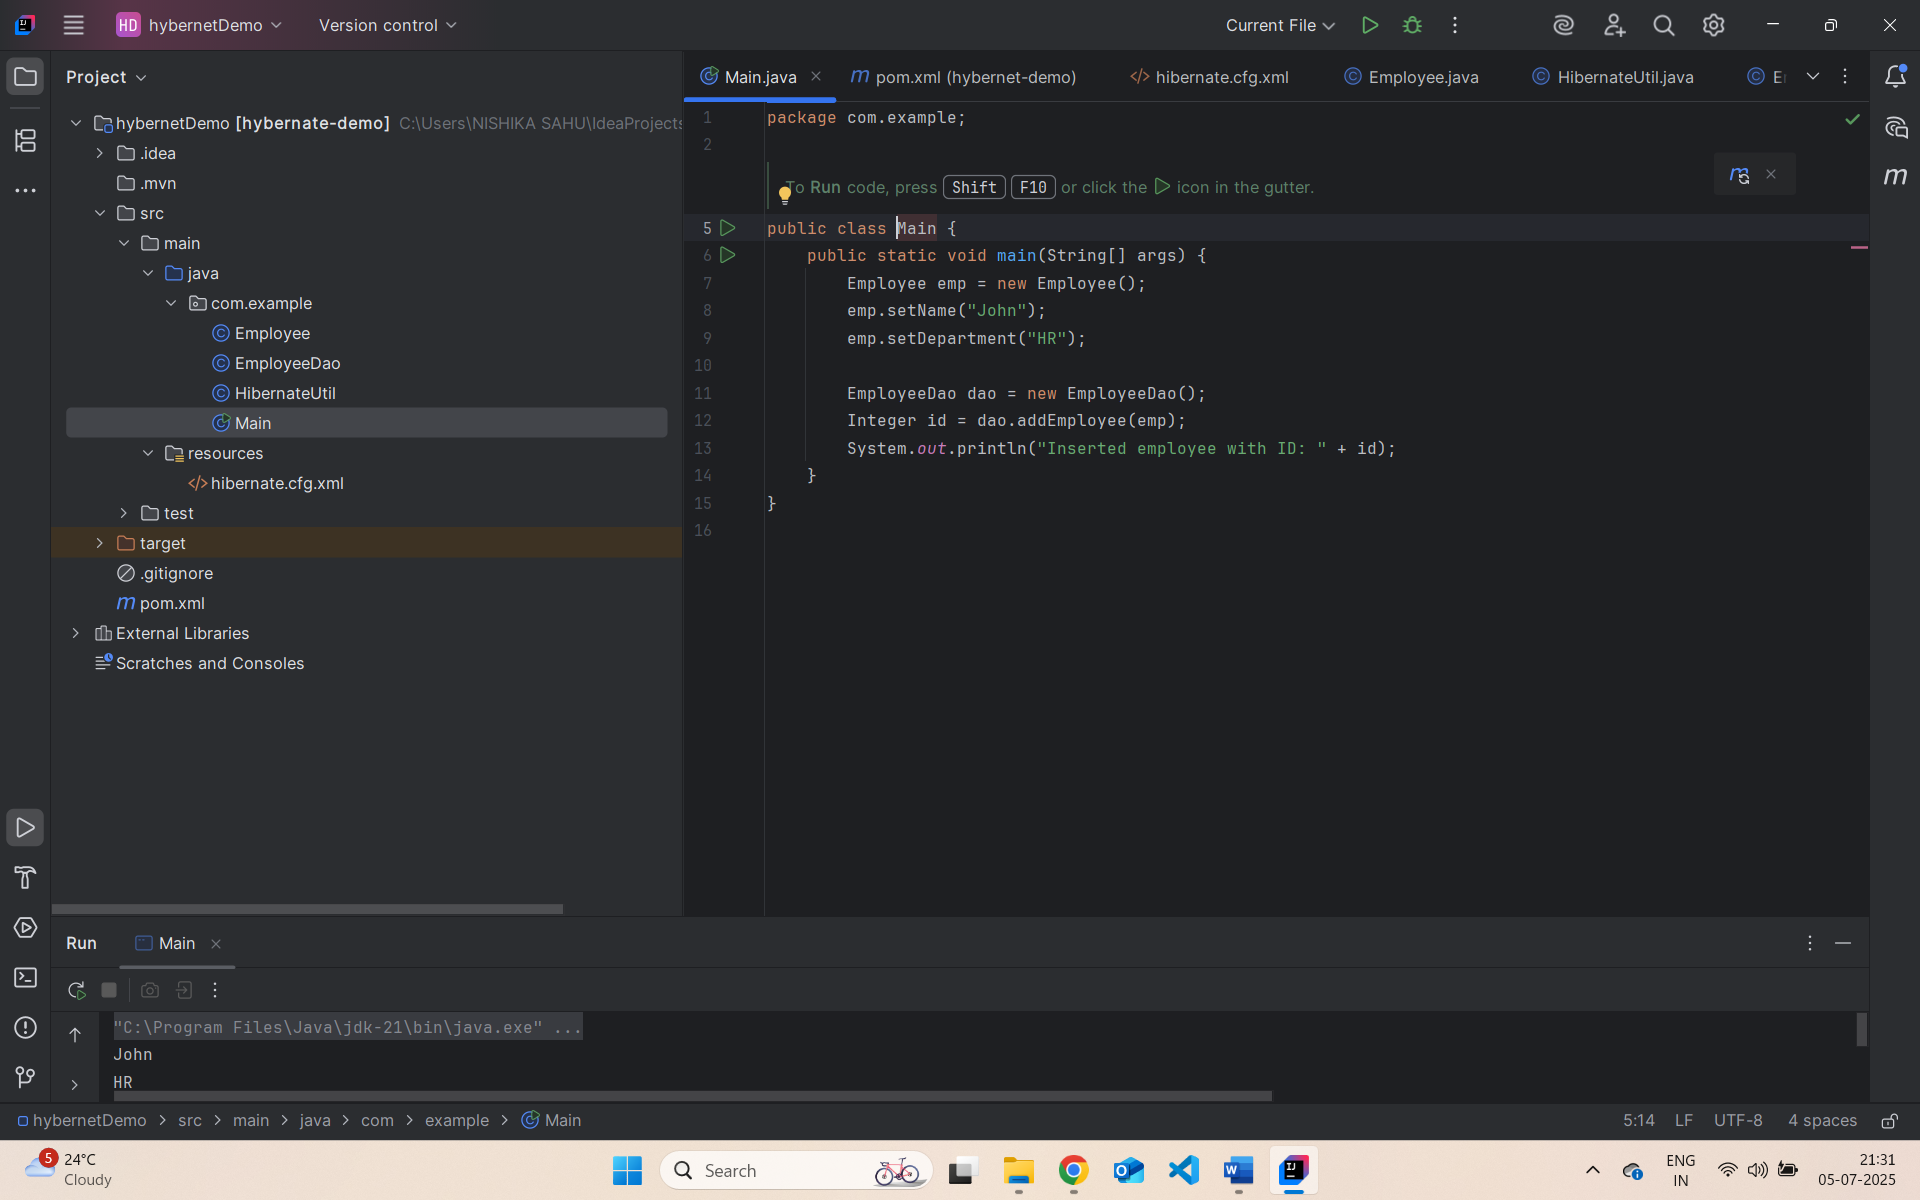 HD hybernetDemo Version control Current File
Project
Main.java pom.xml (hybernet-demo) hibernate.cfg.xml Employee.java HibernateUtil.java E
hybernetDemo [hybernate-demo] C:\Users\NISHIKA SAHU\IdeaProjects
.idea
.mvn
src
main
java
com.example
Employee
EmployeeDao
HibernateUtil
Main
resources
hibernate.cfg.xml
test
target
.gitignore
m pom.xml
External Libraries
Scratches and Consoles
1 package com.example;
2
To Run code, press Shift F10 or click the icon in the gutter.
5 public class Main {
6 public static void main(String[] args) {
7 Employee emp = new Employee();
8 emp.setName("John");
9 emp.setDepartment("HR");
10
11 EmployeeDao dao = new EmployeeDao();
12 Integer id = dao.addEmployee(emp);
13 System.out.println("Inserted employee with ID: " + id);
14 }
15 }
16
Run Main
"C:\Program Files\Java\jdk-21\bin\java.exe" ...
John
HR
hybernetDemo > src > main > java > com > example > Main 5:14 LF UTF-8 4 spaces
5 24°C
Cloudy
Search
ENG
IN
21:31
05-07-2025